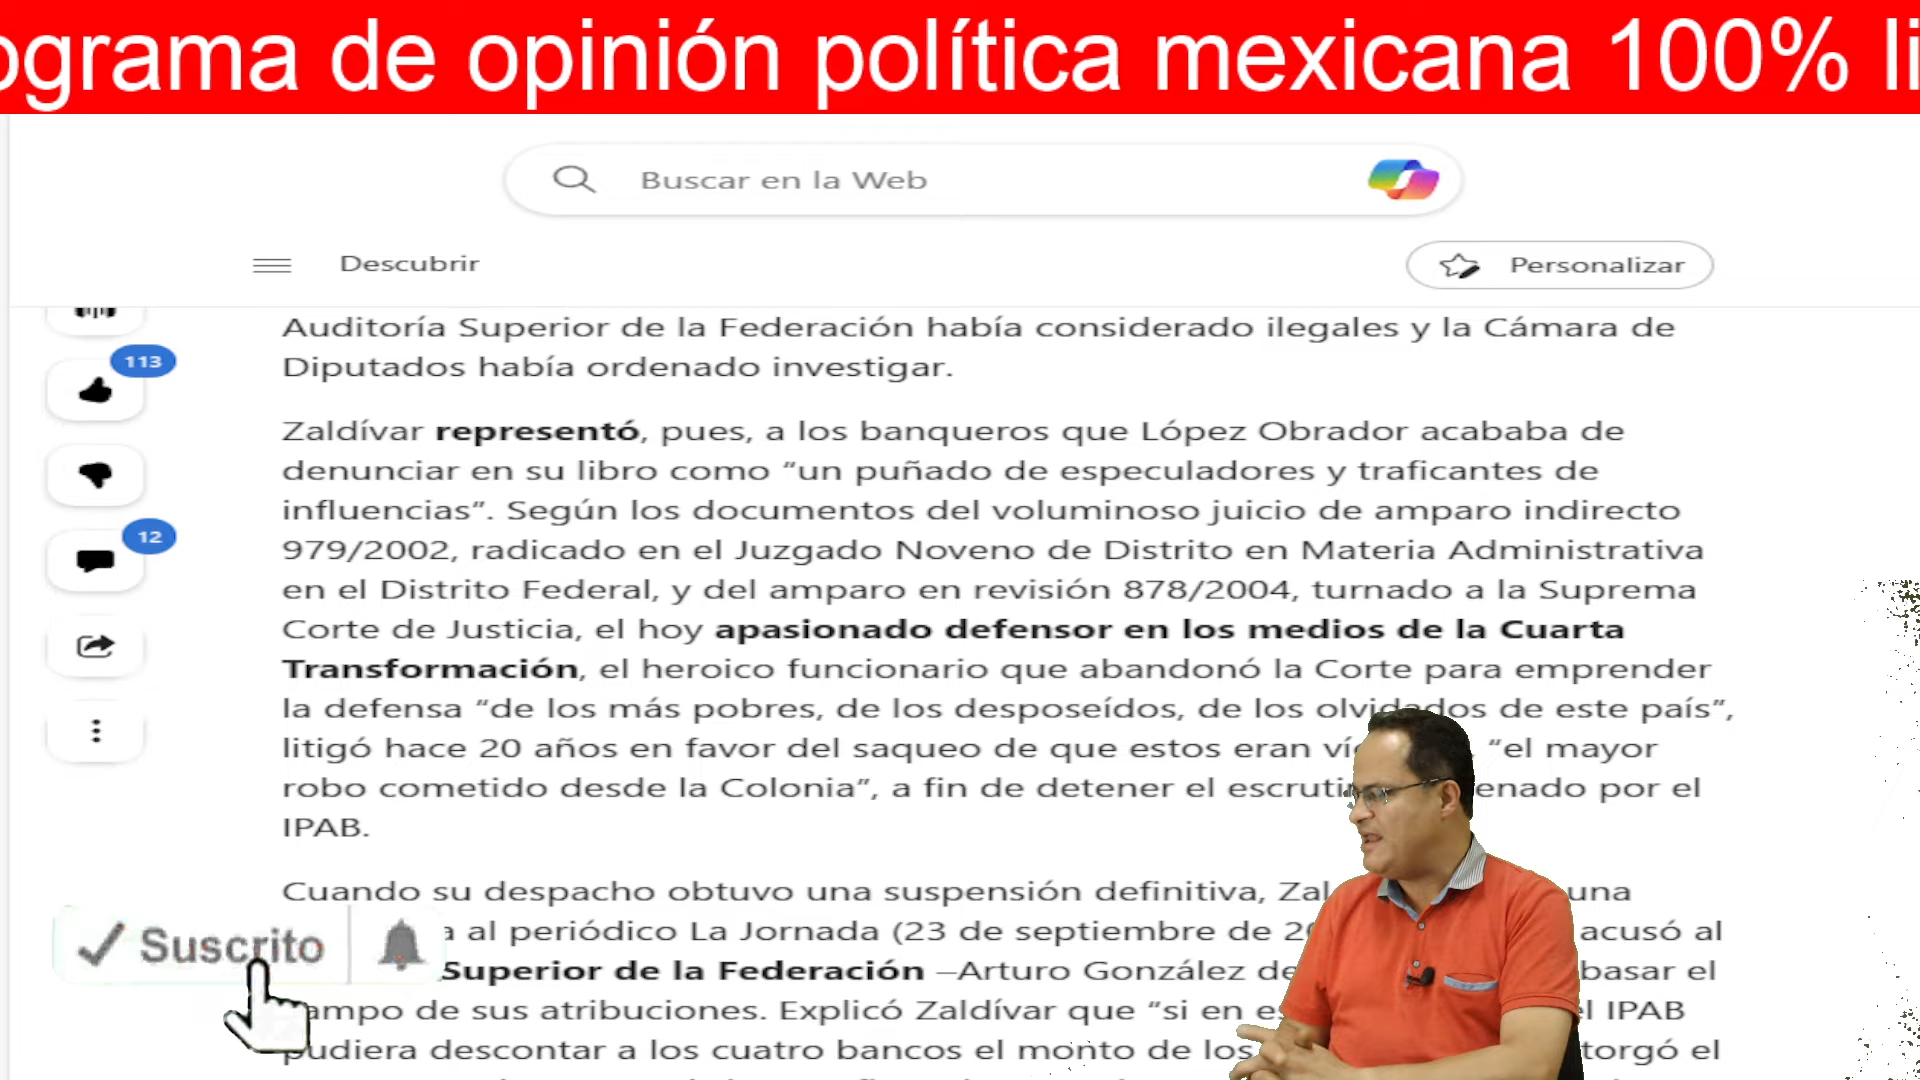 ograma de opinión política mexicana 100% li
Buscar en la Web
Descubrir
Personalizar
113
12
Auditoría Superior de la Federación había considerado ilegales y la Cámara de
Diputados había ordenado investigar.
Zaldívar representó, pues, a los banqueros que López Obrador acababa de
denunciar en su libro como “un puñado de especuladores y traficantes de
influencias”. Según los documentos del voluminoso juicio de amparo indirecto
979/2002, radicado en el Juzgado Noveno de Distrito en Materia Administrativa
en el Distrito Federal, y del amparo en revisión 878/2004, turnado a la Suprema
Corte de Justicia, el hoy apasionado defensor en los medios de la Cuarta
Transformación, el heroico funcionario que abandonó la Corte para emprender
la defensa “de los más pobres, de los desposeídos, de los olvidados de este país”,
litigó hace 20 años en favor del saqueo de que estos eran “el mayor
robo cometido desde la Colonia”, a fin de detener el por el
IPAB.
Cuando su despacho obtuvo una suspensión definitiva, una
al periódico La Jornada (23 de septiembre de acusó al
Superior de la Federación –Arturo González
campo de sus atribuciones. Explicó Zaldívar que “si en IPAB
pudiera descontar a los cuatro bancos el monto de los el
Suscrito